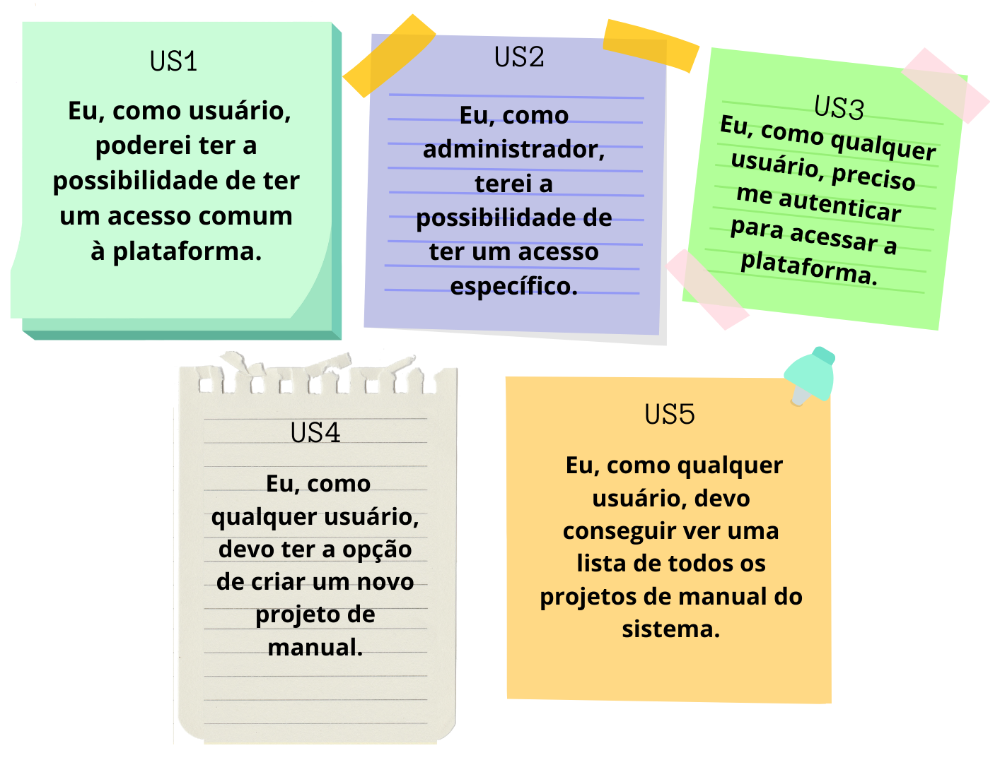 US1
Eu, como usuário,
poderei ter a
possibilidade de ter
um acesso comum
à plataforma.
US2
Eu, como
administrador,
terei a
possibilidade de
ter um acesso
específico.
US3
Eu, como qualquer
usuário, preciso
me autenticar
para acessar a
plataforma.
US4
Eu, como
qualquer usuário,
devo ter a opção
de criar um novo
projeto de
manual.
US5
Eu, como qualquer
usuário, devo
conseguir ver uma
lista de todos os
projetos de manual do
sistema.